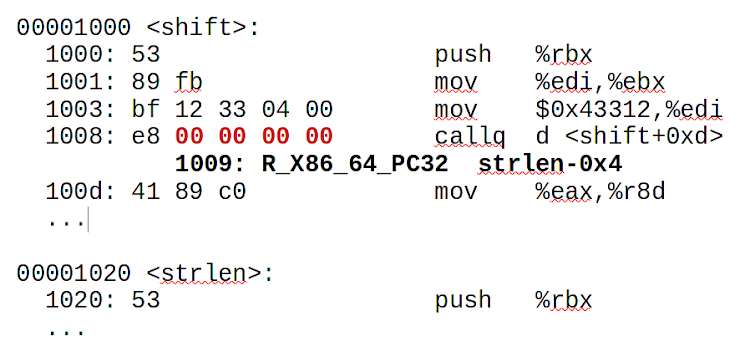 00001000 <shift>:
1000: 53 push %rbx
1001: 89 fb mov %edi,%ebx
1003: bf 12 33 04 00 mov $0x43312,%edi
1008: e8 00 00 00 00 callq d <shift+0xd>
1009: R_X86_64_PC32 strlen-0x4
100d: 41 89 c0 mov %eax,%r8d
...
00001020 <strlen>:
1020: 53 push %rbx
...